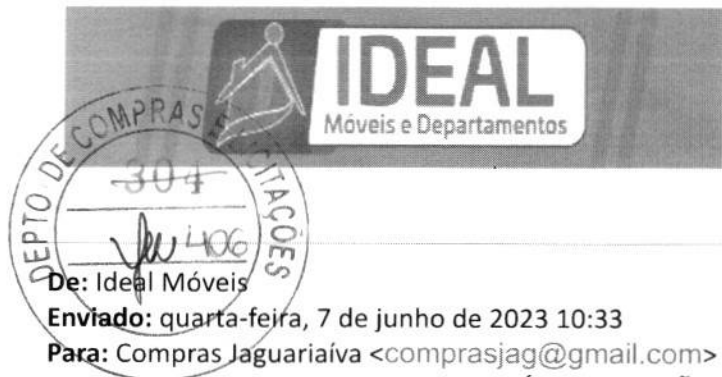 IDEAL
Móveis e Departamentos
DEPTO DE COMPRAS E LICITAÇÕES
304
406
De: Ideal Móveis
Enviado: quarta-feira, 7 de junho de 2023 10:33
Para: Compras Jaguariaíva <comprasjag@gmail.com>